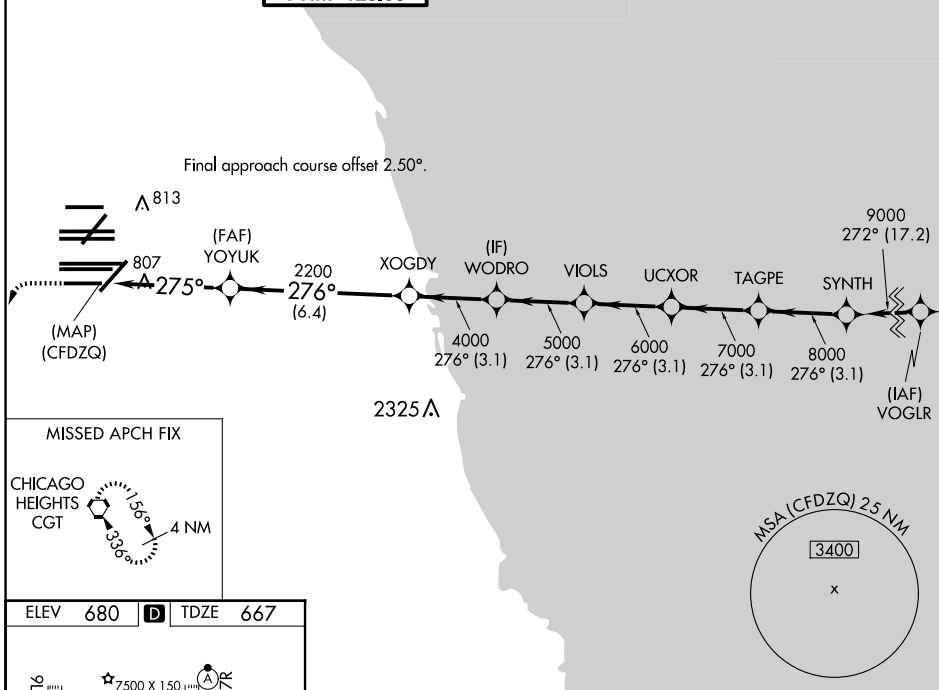 Final approach course offset 2.50°.
813
807
(FAF)
YOYUK
275°
2200
276°
(6.4)
XOGDY
(IF)
WODRO
VIOLS
UCXOR
TAGPE
SYNTH
9000
272° (17.2)
(MAP)
(CFDZQ)
4000
276° (3.1)
5000
276° (3.1)
6000
276° (3.1)
7000
276° (3.1)
8000
276° (3.1)
(IAF)
VOGLR
2325
MISSED APCH FIX
CHICAGO
HEIGHTS
CGT
156°
336°
4 NM
MSA (CFDZQ) 25 NM
3400
x
ELEV 680 D TDZE 667
7500 X 150
A